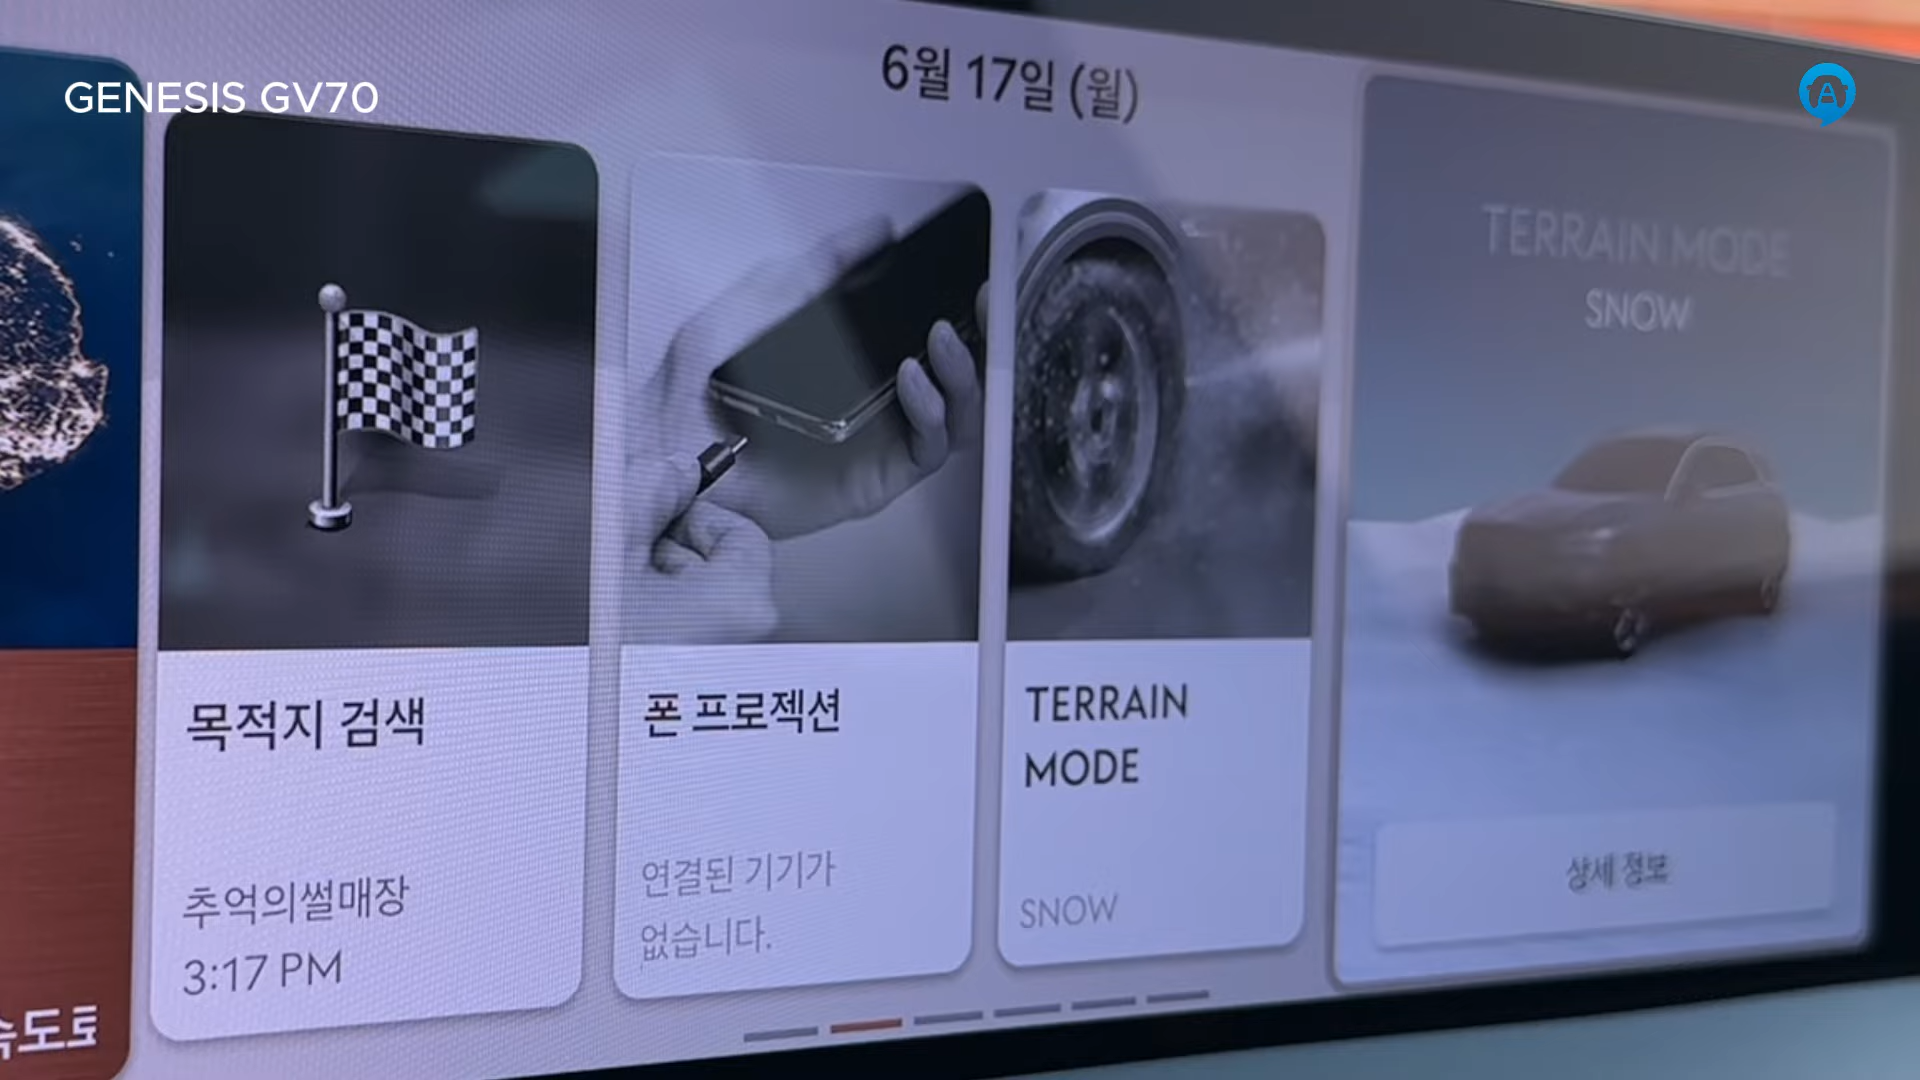 GENESIS GV70
6월 17일 (월)
목적지 검색
추억의썰매장
3:17 PM
폰 프로젝션
연결된 기기가
없습니다.
TERRAIN
MODE
SNOW
TERRAIN MODE
SNOW
상세 정보